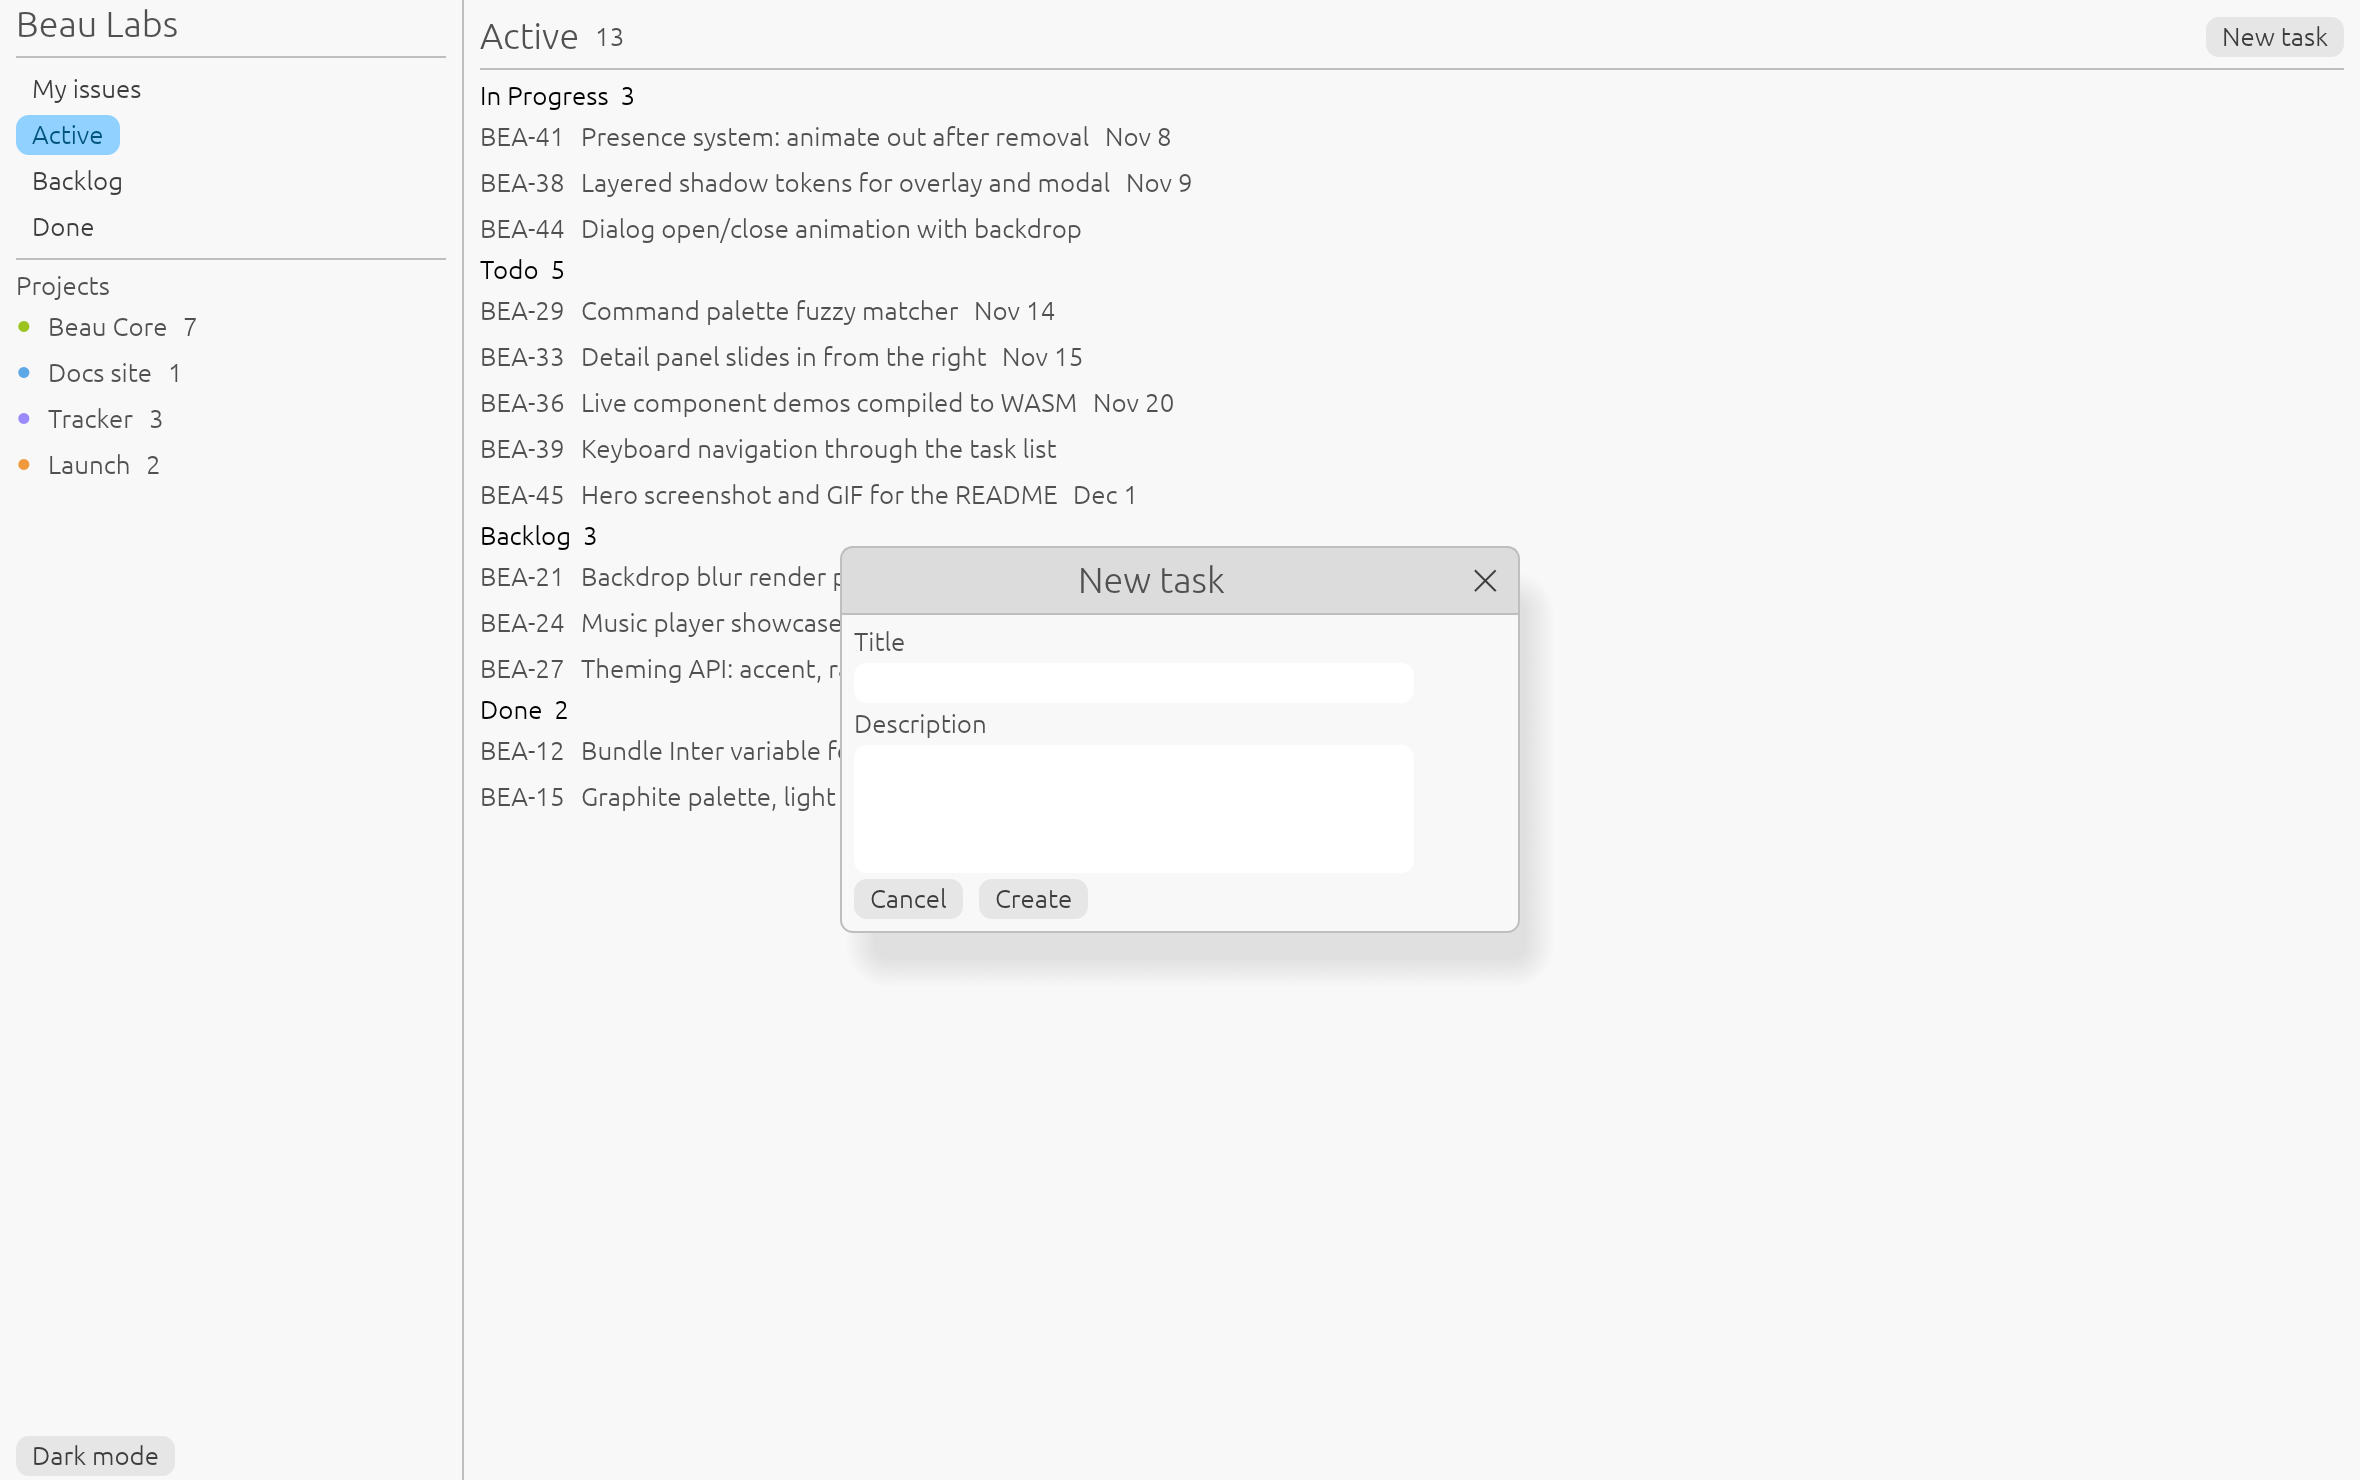 Beau Labs
My issues
Active
Backlog
Done
Projects
Beau Core 7
Docs site 1
Tracker 3
Launch 2
Dark mode
Active 13
New task
In Progress 3
BEA-41 Presence system: animate out after removal Nov 8
BEA-38 Layered shadow tokens for overlay and modal Nov 9
BEA-44 Dialog open/close animation with backdrop
Todo 5
BEA-29 Command palette fuzzy matcher Nov 14
BEA-33 Detail panel slides in from the right Nov 15
BEA-36 Live component demos compiled to WASM Nov 20
BEA-39 Keyboard navigation through the task list
BEA-45 Hero screenshot and GIF for the README Dec 1
Backlog 3
BEA-21 Backdrop blur render
BEA-24 Music player showcase
BEA-27 Theming API: accent,
Done 2
BEA-12 Bundle Inter variable
BEA-15 Graphite palette, light
New task
Title
Description
Cancel Create